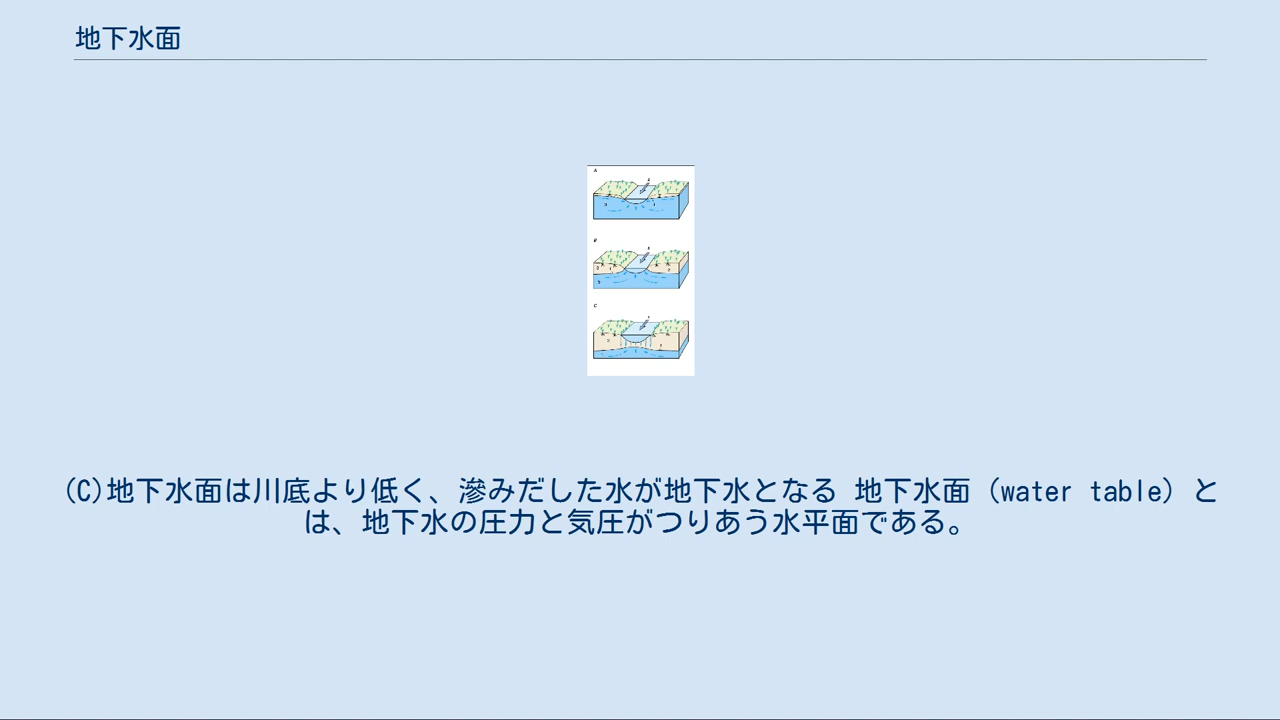 地下水面
A
B
C
(C)地下水面は川底より低く、滲みだした水が地下水となる 地下水面（water table）と
は、地下水の圧力と気圧がつりあう水平面である。